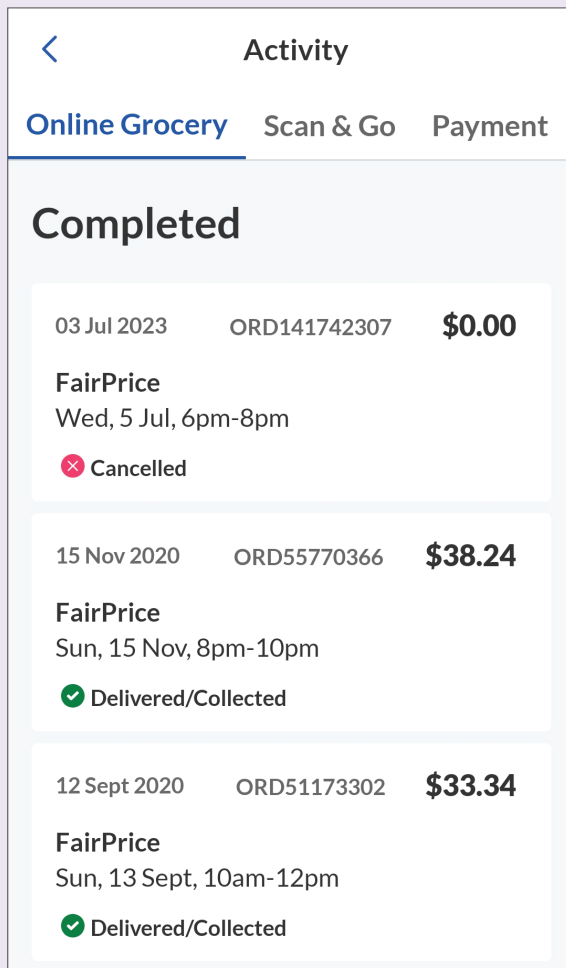 Activity
Online Grocery Scan & Go Payment
Completed
03 Jul 2023 ORD141742307 $0.00
FairPrice
Wed, 5 Jul, 6pm-8pm
Cancelled
15 Nov 2020 ORD55770366 $38.24
FairPrice
Sun, 15 Nov, 8pm-10pm
Delivered/Collected
12 Sept 2020 ORD51173302 $33.34
FairPrice
Sun, 13 Sept, 10am-12pm
Delivered/Collected